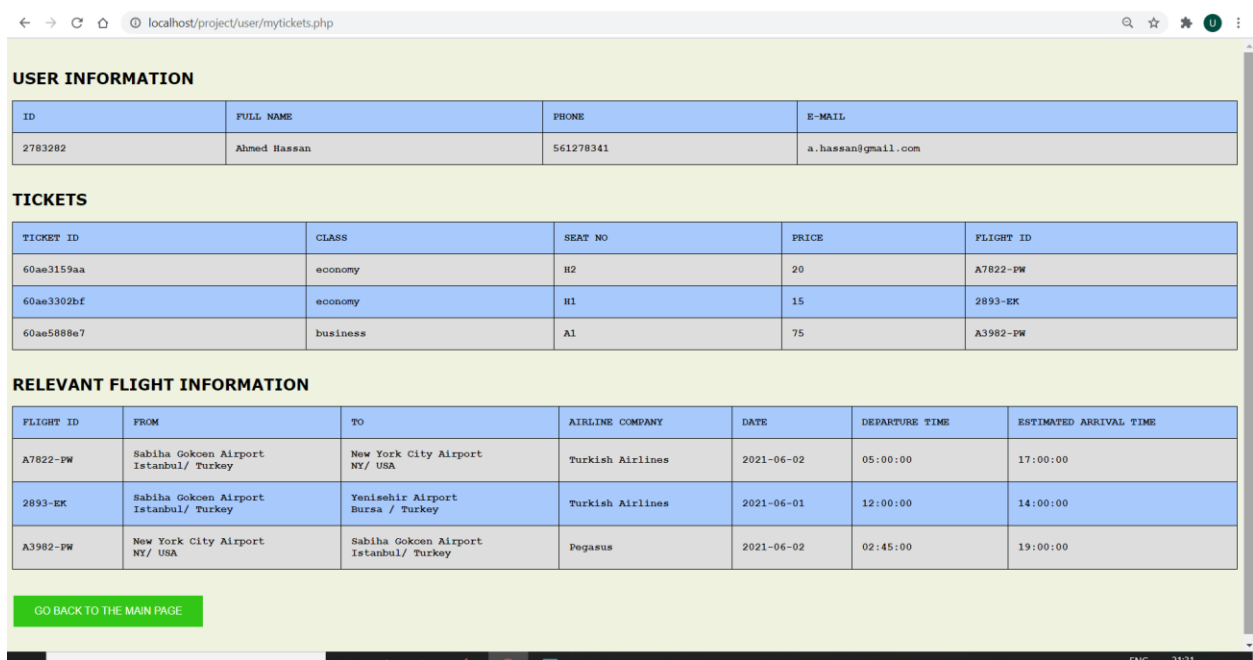 localhost/project/user/mytickets.php
U
USER INFORMATION
ID FULL NAME PHONE E-MAIL
2783282 Ahmed Hassan 561278341 a.hassan@gmail.com
TICKETS
TICKET ID CLASS SEAT NO PRICE FLIGHT ID
60ae3159aa economy H2 20 A7822-PW
60ae3302bf economy H1 15 2893-EK
60ae5888e7 business A1 75 A3982-PW
RELEVANT FLIGHT INFORMATION
FLIGHT ID FROM TO AIRLINE COMPANY DATE DEPARTURE TIME ESTIMATED ARRIVAL TIME
A7822-PW Sabiha Gokcen Airport New York City Airport Turkish Airlines 2021-06-02 05:00:00 17:00:00
Istanbul/ Turkey NY/ USA
2893-EK Sabiha Gokcen Airport Yenisehir Airport Turkish Airlines 2021-06-01 12:00:00 14:00:00
Istanbul/ Turkey Bursa / Turkey
A3982-PW New York City Airport Sabiha Gokcen Airport Pegasus 2021-06-02 02:45:00 19:00:00
NY/ USA Istanbul/ Turkey
GO BACK TO THE MAIN PAGE